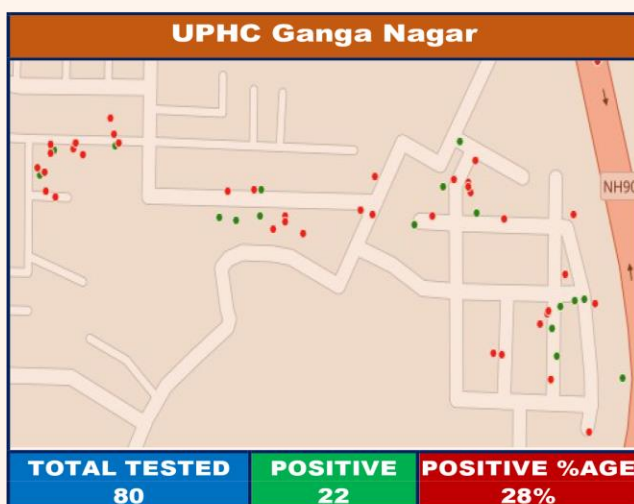 UPHC Ganga Nagar
NH90
TOTAL TESTED
POSITIVE
POSITIVE %AGE
80
22
28%